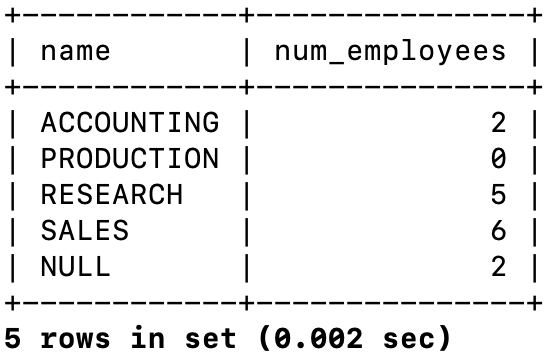 +------------+---------------+
| name       | num_employees |
+------------+---------------+
| ACCOUNTING |             2 |
| PRODUCTION |             0 |
| RESEARCH   |             5 |
| SALES      |             6 |
| NULL       |             2 |
+------------+---------------+
5 rows in set (0.002 sec)